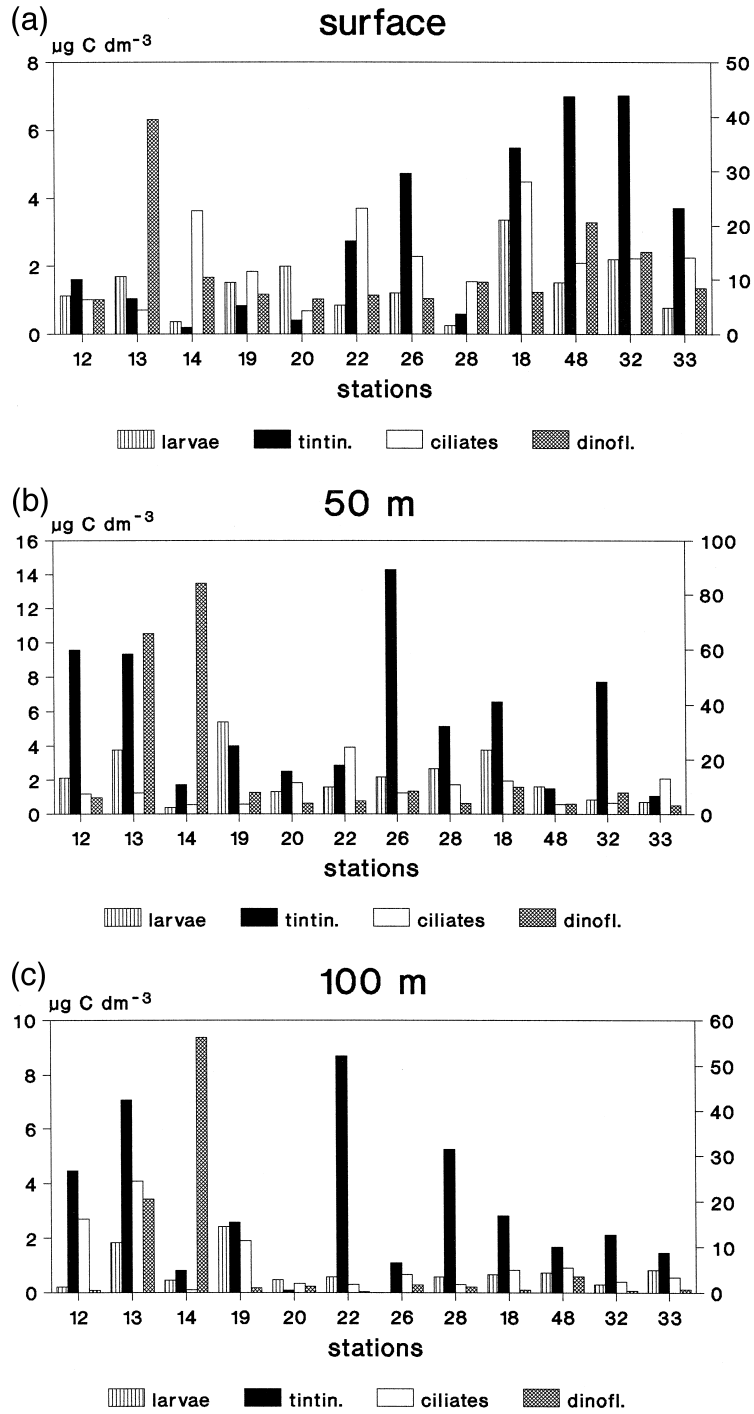 (a) surface
µg C dm⁻³
8 50
6 40
30
4
20
2
10
0 0
12 13 14 19 20 22 26 28 18 48 32 33
stations
larvae tintin. ciliates dinofl.
(b) 50 m
µg C dm⁻³
16 100
14
12 80
10
60
8
6 40
4
20
2
0 0
12 13 14 19 20 22 26 28 18 48 32 33
stations
larvae tintin. ciliates dinofl.
(c) 100 m
µg C dm⁻³
10 60
8 50
40
6
30
4
20
2
10
0 0
12 13 14 19 20 22 26 28 18 48 32 33
stations
larvae tintin. ciliates dinofl.